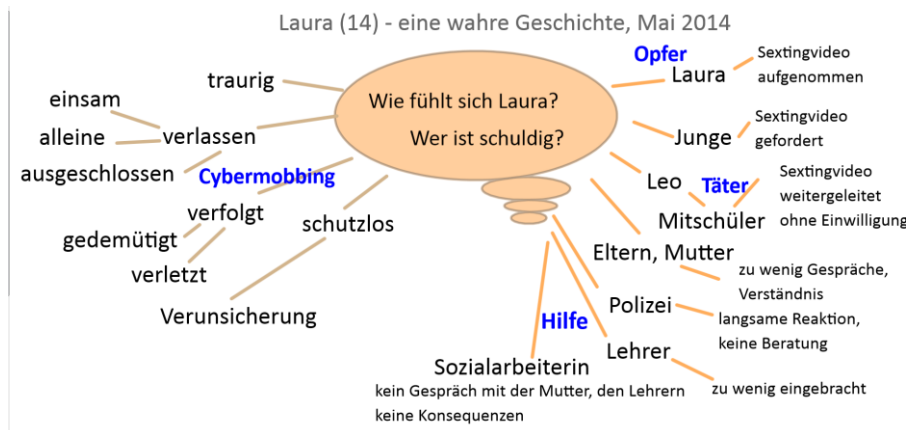 Laura (14) - eine wahre Geschichte, Mai 2014
Wie fühlt sich Laura?
Wer ist schuldig?
traurig
einsam
alleine
verlassen
ausgeschlossen
Cybermobbing
verfolgt
gedemütigt
verletzt
schutzlos
Verunsicherung
Opfer
Laura
Sextingvideo
aufgenommen
Junge
Sextingvideo
gefordert
Leo
Täter
Mitschüler
Sextingvideo
weitergeleitet
ohne Einwilligung
Eltern, Mutter
zu wenig Gespräche,
Verständnis
Polizei
langsame Reaktion,
keine Beratung
Hilfe
Lehrer
zu wenig eingebracht
Sozialarbeiterin
kein Gespräch mit der Mutter, den Lehrern
keine Konsequenzen